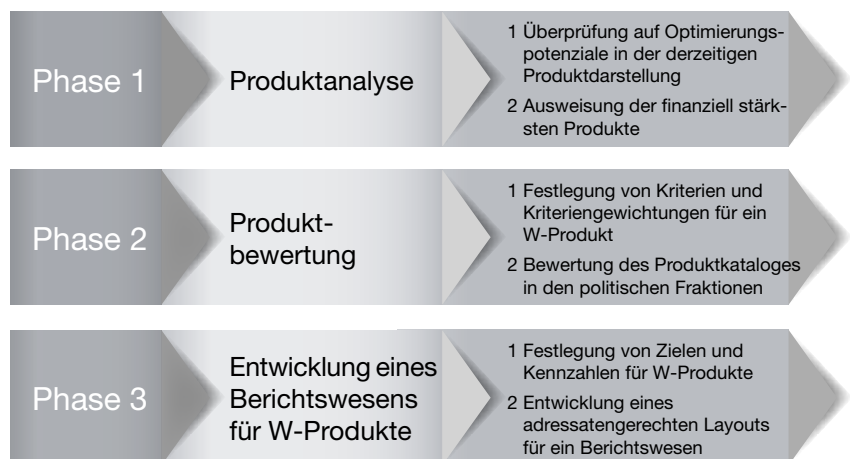 Phase 1
Produktanalyse
1 Überprüfung auf Optimierungs-
potenziale in der derzeitigen
Produktdarstellung
2 Ausweisung der finanziell stärk-
sten Produkte
Phase 2
Produkt-
bewertung
1 Festlegung von Kriterien und
Kriteriengewichtungen für ein
W-Produkt
2 Bewertung des Produktkataloges
in den politischen Fraktionen
Phase 3
Entwicklung eines
Berichtswesens
für W-Produkte
1 Festlegung von Zielen und
Kennzahlen für W-Produkte
2 Entwicklung eines
adressatengerechten Layouts
für ein Berichtswesen